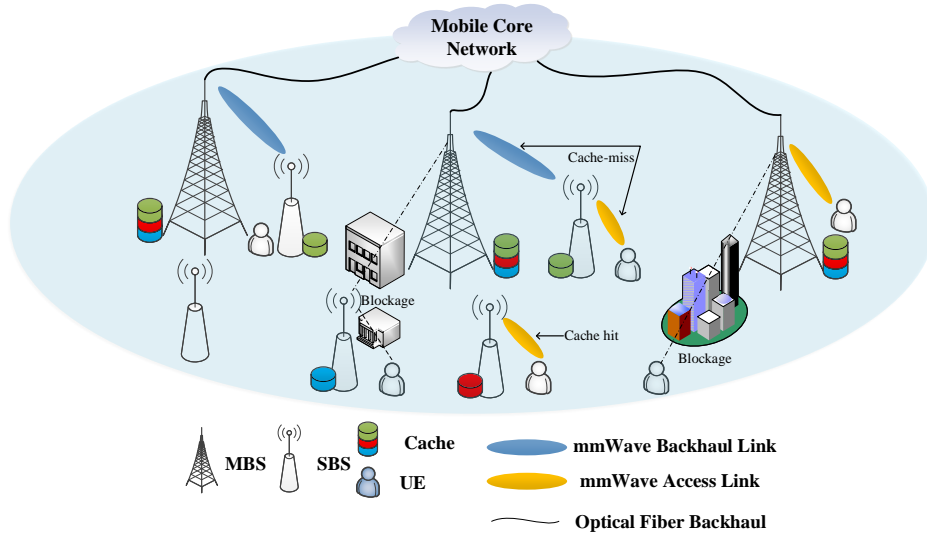 Mobile Core
Network
Cache-miss
Blockage
Cache hit
Blockage
MBS
SBS
Cache
UE
mmWave Backhaul Link
mmWave Access Link
Optical Fiber Backhaul